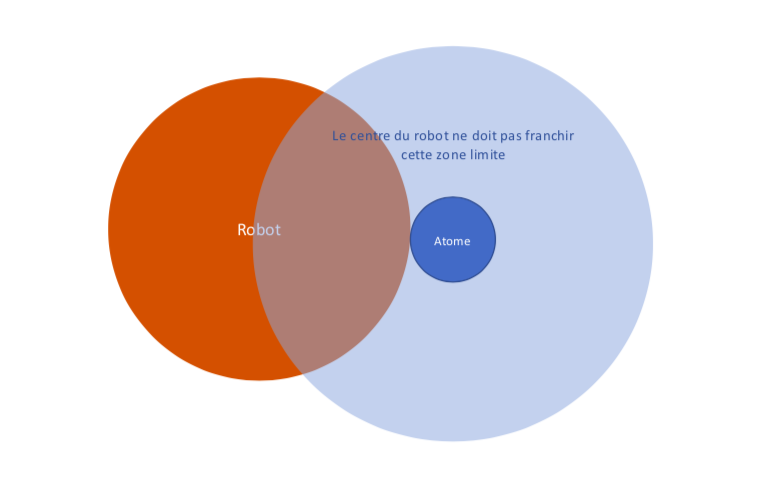 Le centre du robot ne doit pas franchir
cette zone limite
Robot
Atome